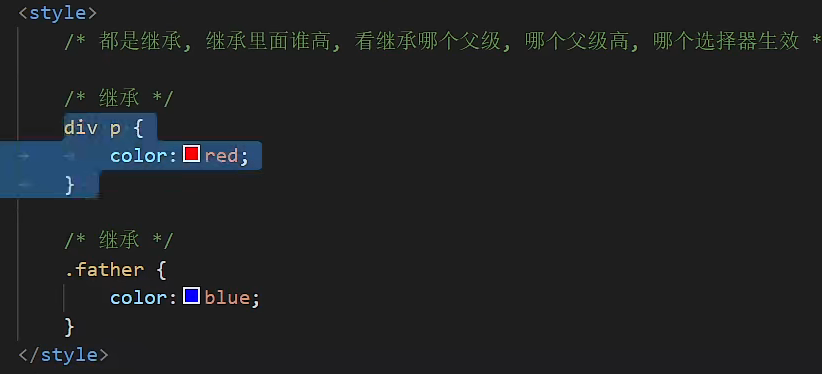 <style>
/* 都是继承, 继承里面谁高, 看继承哪个父级, 哪个父级高, 哪个选择器生效 *
/* 继承 */
div p {
color: red;
}
/* 继承 */
.father {
color: blue;
}
</style>